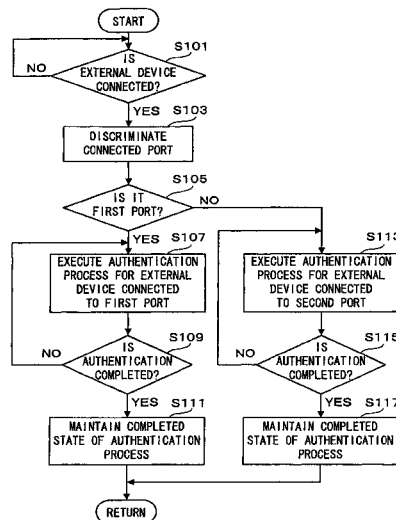 START
S101
IS
EXTERNAL DEVICE
CONNECTED?
NO
YES
S103
DISCRIMINATE
CONNECTED PORT
S105
IS IT
FIRST PORT?
NO
YES
S107
EXECUTE AUTHENTICATION
PROCESS FOR EXTERNAL
DEVICE CONNECTED
TO FIRST PORT
S109
IS
AUTHENTICATION
COMPLETED?
NO
YES
S111
MAINTAIN COMPLETED
STATE OF AUTHENTICATION
PROCESS
S113
EXECUTE AUTHENTICATION
PROCESS FOR EXTERNAL
DEVICE CONNECTED
TO SECOND PORT
S115
IS
AUTHENTICATION
COMPLETED?
NO
YES
S117
MAINTAIN COMPLETED
STATE OF AUTHENTICATION
PROCESS
RETURN